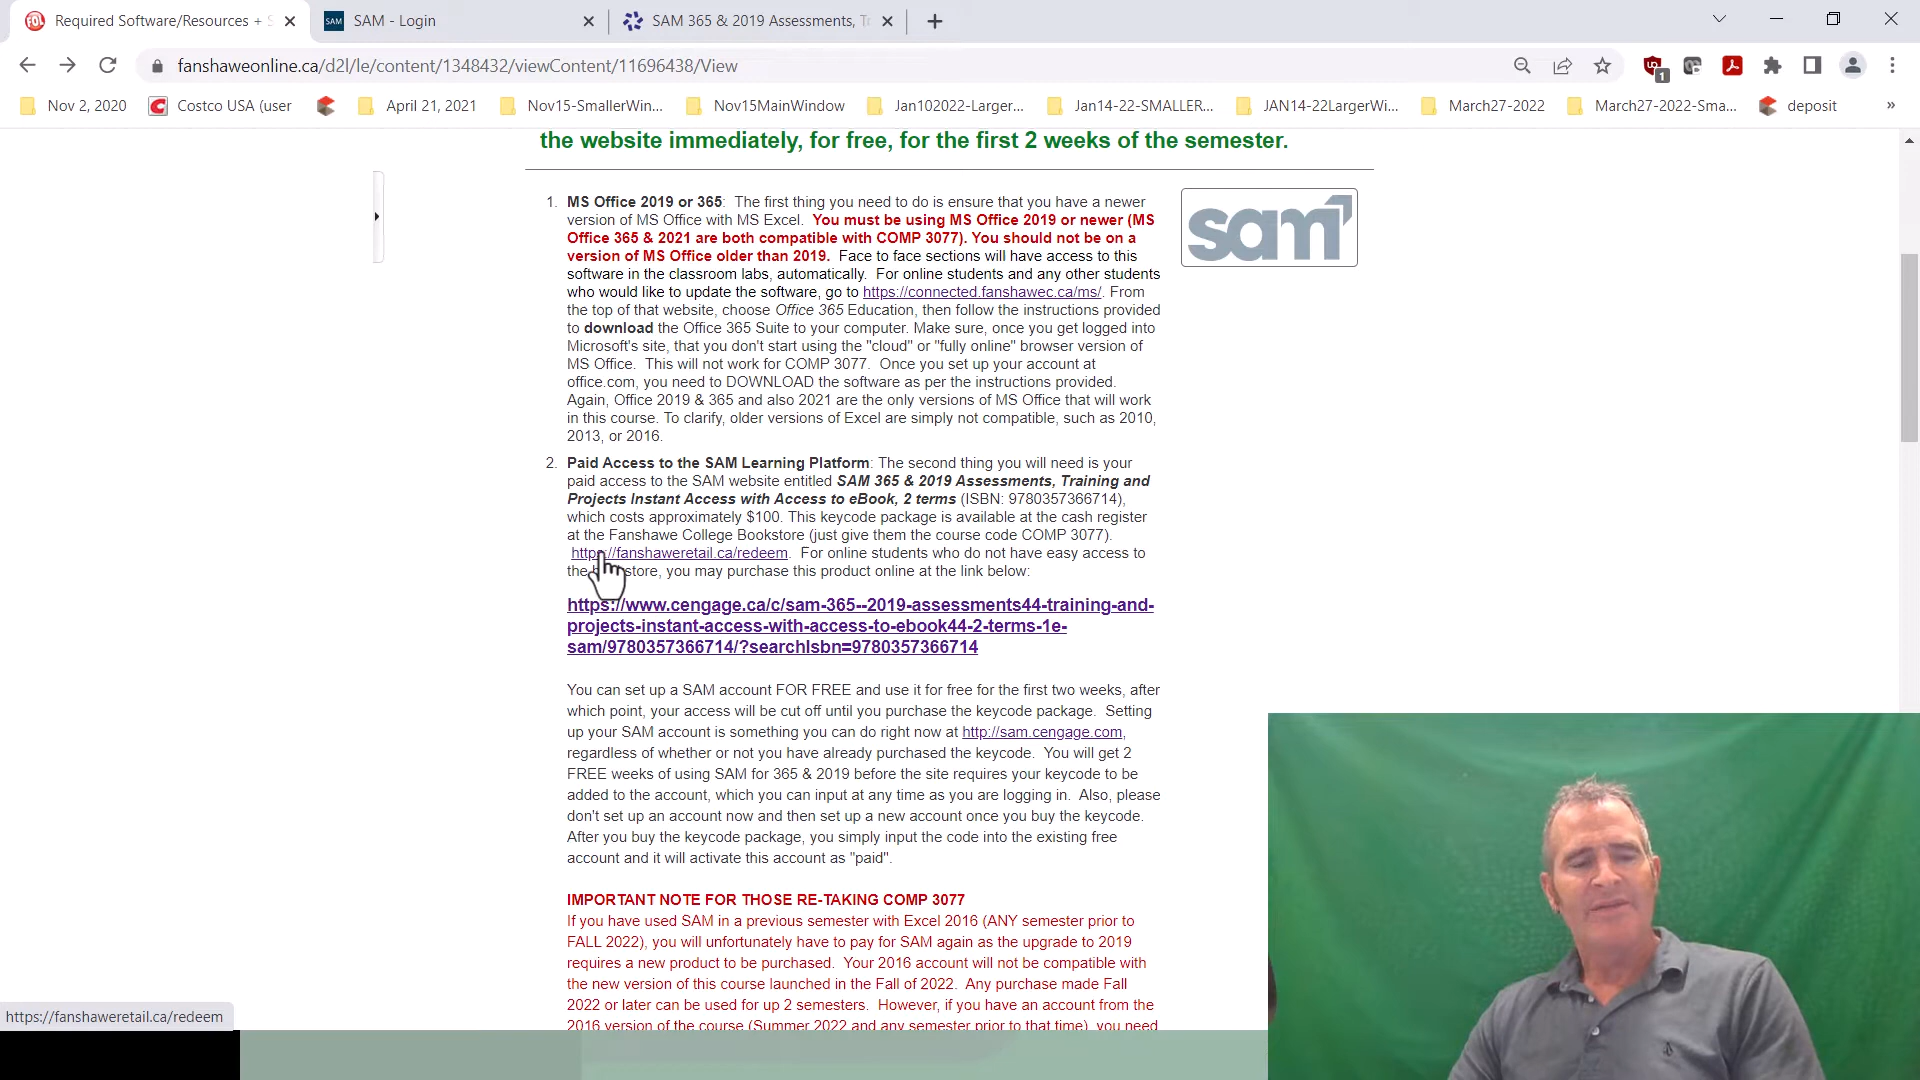 FOL Required Software/Resources + S SAM SAM - Login SAM 365 & 2019 Assessments, Tr
fanshaweonline.ca/d2l/le/content/1348432/viewContent/11696438/View 1
Nov 2, 2020 Costco USA (user April 21, 2021 Nov15-SmallerWin... Nov15MainWindow Jan102022-Larger... Jan14-22-SMALLER... JAN14-22LargerWi... March27-2022 March27-2022-Sma... deposit »
the website immediately, for free, for the first 2 weeks of the semester.
1. MS Office 2019 or 365: The first thing you need to do is ensure that you have a newer
version of MS Office with MS Excel. You must be using MS Office 2019 or newer (MS
Office 365 & 2021 are both compatible with COMP 3077). You should not be on a
version of MS Office older than 2019. Face to face sections will have access to this
software in the classroom labs, automatically. For online students and any other students
who would like to update the software, go to https://connected.fanshawec.ca/ms/. From
the top of that website, choose Office 365 Education, then follow the instructions provided
to download the Office 365 Suite to your computer. Make sure, once you get logged into
Microsoft's site, that you don't start using the "cloud" or "fully online" browser version of
MS Office. This will not work for COMP 3077. Once you set up your account at
office.com, you need to DOWNLOAD the software as per the instructions provided.
Again, Office 2019 & 365 and also 2021 are the only versions of MS Office that will work
in this course. To clarify, older versions of Excel are simply not compatible, such as 2010,
2013, or 2016.
sam
2. Paid Access to the SAM Learning Platform: The second thing you will need is your
paid access to the SAM website entitled SAM 365 & 2019 Assessments, Training and
Projects Instant Access with Access to eBook, 2 terms (ISBN: 9780357366714),
which costs approximately $100. This keycode package is available at the cash register
at the Fanshawe College Bookstore (just give them the course code COMP 3077).
https://fanshaweretail.ca/redeem. For online students who do not have easy access to
the store, you may purchase this product online at the link below:
https://www.cengage.ca/c/sam-365--2019-assessments44-training-and-
projects-instant-access-with-access-to-ebook44-2-terms-1e-
sam/9780357366714/?searchIsbn=9780357366714
You can set up a SAM account FOR FREE and use it for free for the first two weeks, after
which point, your access will be cut off until you purchase the keycode package. Setting
up your SAM account is something you can do right now at http://sam.cengage.com,
regardless of whether or not you have already purchased the keycode. You will get 2
FREE weeks of using SAM for 365 & 2019 before the site requires your keycode to be
added to the account, which you can input at any time as you are logging in. Also, please
don't set up an account now and then set up a new account once you buy the keycode.
After you buy the keycode package, you simply input the code into the existing free
account and it will activate this account as "paid".
IMPORTANT NOTE FOR THOSE RE-TAKING COMP 3077
If you have used SAM in a previous semester with Excel 2016 (ANY semester prior to
FALL 2022), you will unfortunately have to pay for SAM again as the upgrade to 2019
requires a new product to be purchased. Your 2016 account will not be compatible with
the new version of this course launched in the Fall of 2022. Any purchase made Fall
2022 or later can be used for up 2 semesters. However, if you have an account from the
2016 version of the course (Summer 2022 and any semester prior to that time), you need
https://fanshaweretail.ca/redeem